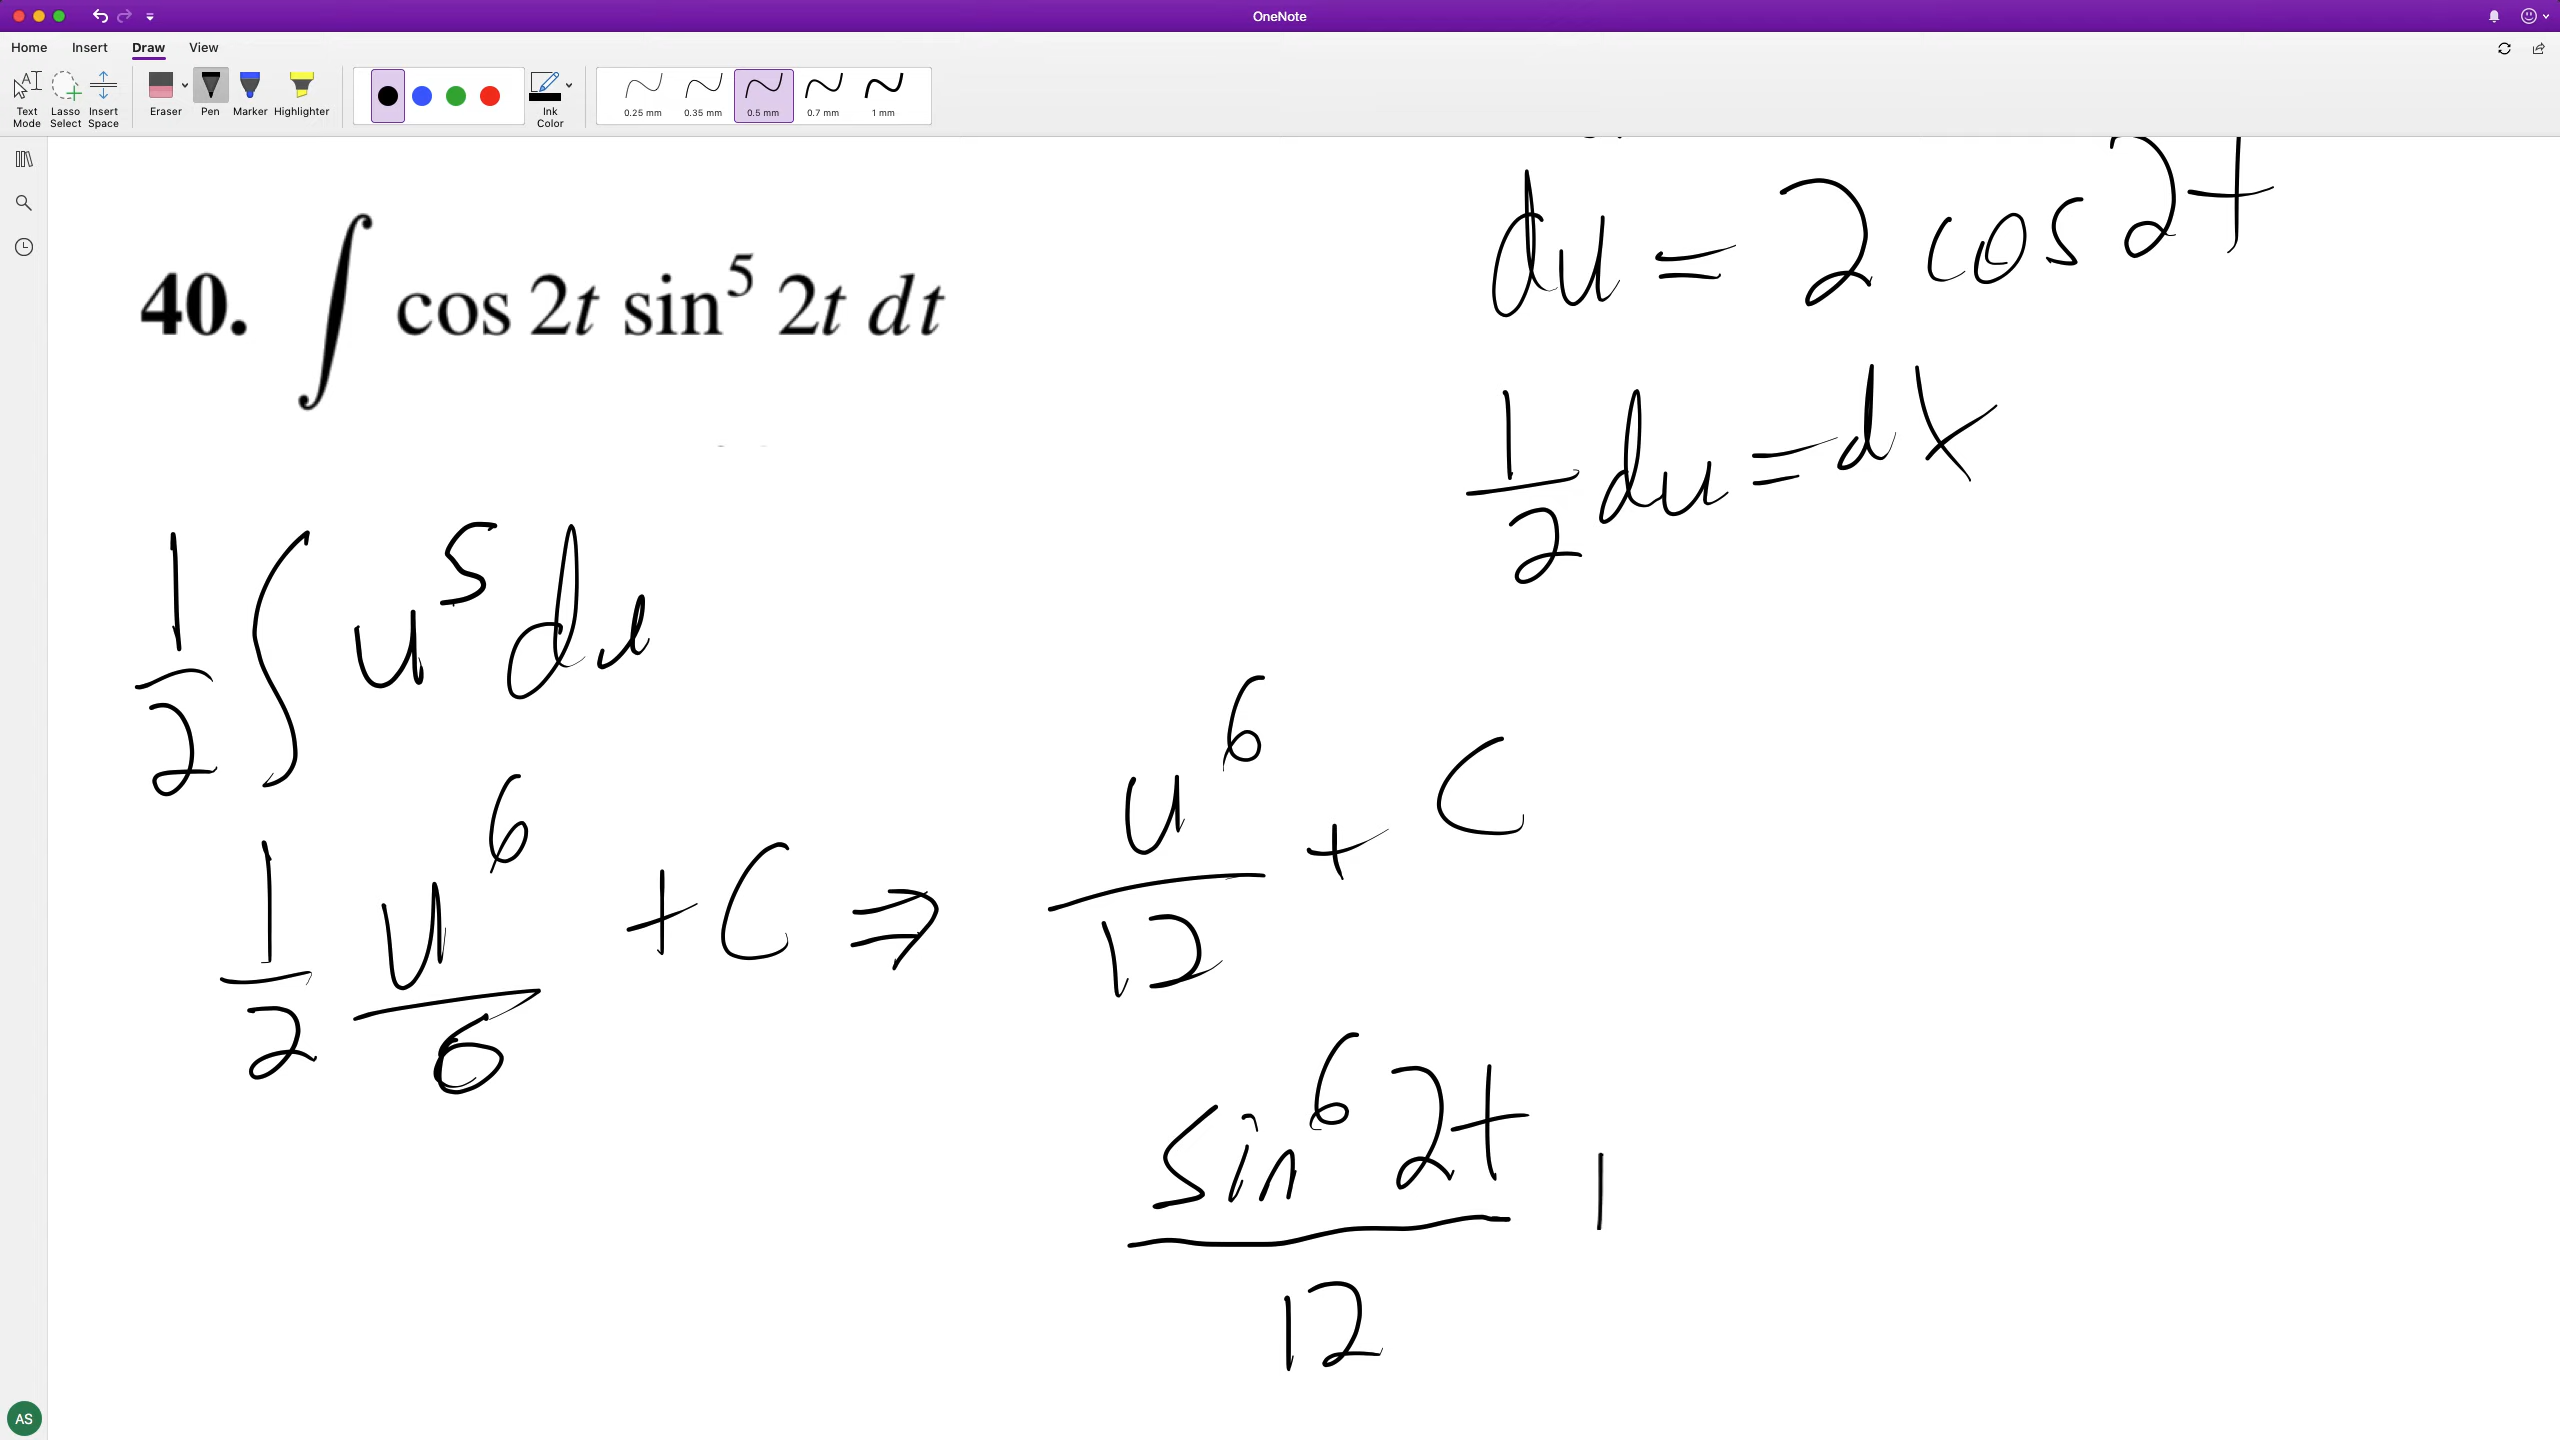 OneNote
Home Insert Draw View
Text Mode Lasso Select Insert Space Eraser Pen Marker Highlighter Ink Color 0.25 mm 0.35 mm 0.5 mm 0.7 mm 1 mm
du = 2 cos 2t
40. ∫ cos 2t sin⁵ 2t dt
1/2 du = dx
1/2 ∫ u⁵ du
1/2 u⁶/6 + C ⇒ u⁶/12 + C
sin⁶ 2t / 12
AS